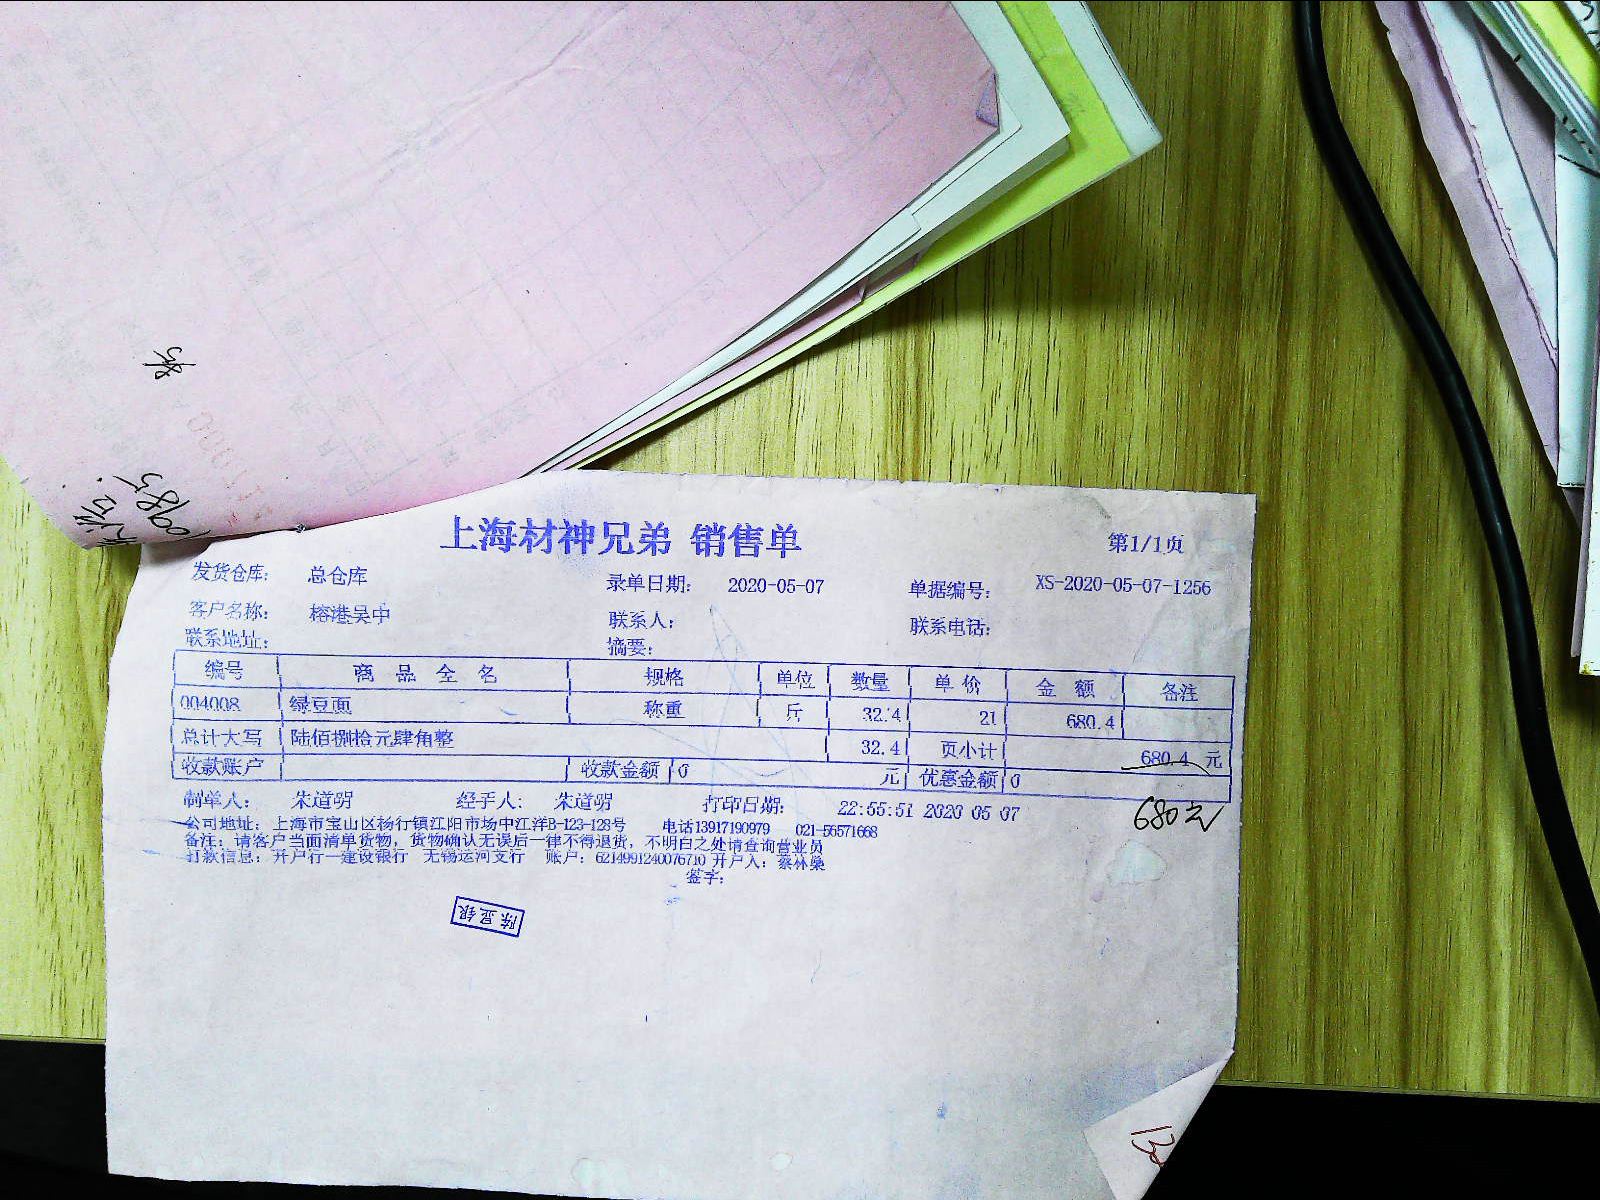 上海材神兄弟 销售单
第1/1页
发货仓库： 总仓库 录单日期： 2020-05-07 单据编号： XS-2020-05-07-1256
客户名称： 榕港吴中 联系人： 联系电话：
联系地址： 摘要：
编号 商品全名 规格 单位 数量 单价 金额 备注
004008 绿豆面 称重 斤 32.4 21 680.4
总计大写 陆佰捌拾元肆角整 32.4 页小计 680.4 元
收款账户 收款金额 0 元 优惠金额 0
制单人： 朱道明 经手人： 朱道明 打印日期： 22:55:51 2020 05 07
680元
公司地址：上海市宝山区杨行镇江阳市场中江洋B-123-128号 电话13917190979 021-56571668
备注：请客户当面清单货物，货物确认无误后一律不得退货，不明白之处请查询营业员
打款信息：开户行一建设银行 无锡运河支行 账户：6214991240076710 开户入：蔡林燊
签字：
陈显银